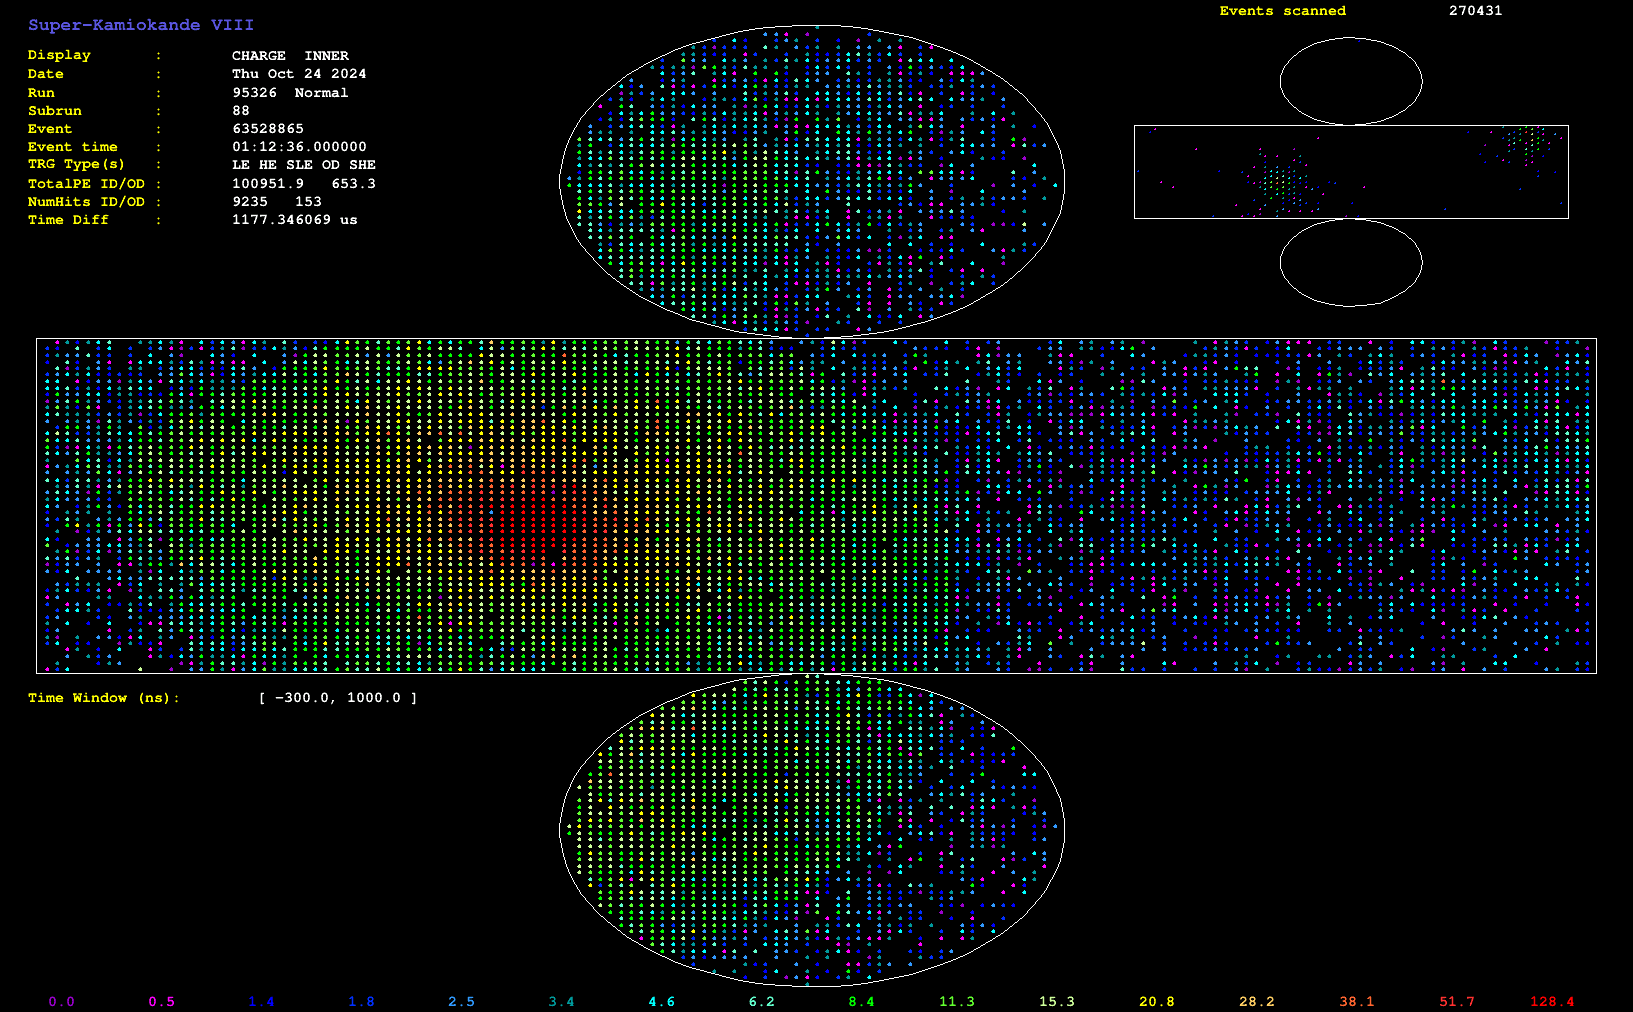 Super-Kamiokande VIII
Events scanned 270431
Display : CHARGE INNER
Date : Thu Oct 24 2024
Run : 95326 Normal
Subrun : 88
Event : 63528865
Event time : 01:12:36.000000
TRG Type(s) : LE HE SLE OD SHE
TotalPE ID/OD : 100951.9 653.3
NumHits ID/OD : 9235 153
Time Diff : 1177.346069 us
Time Window (ns): [ −300.0, 1000.0 ]
0.0 0.5 1.4 1.8 2.5 3.4 4.6 6.2 8.4 11.3 15.3 20.8 28.2 38.1 51.7 128.4